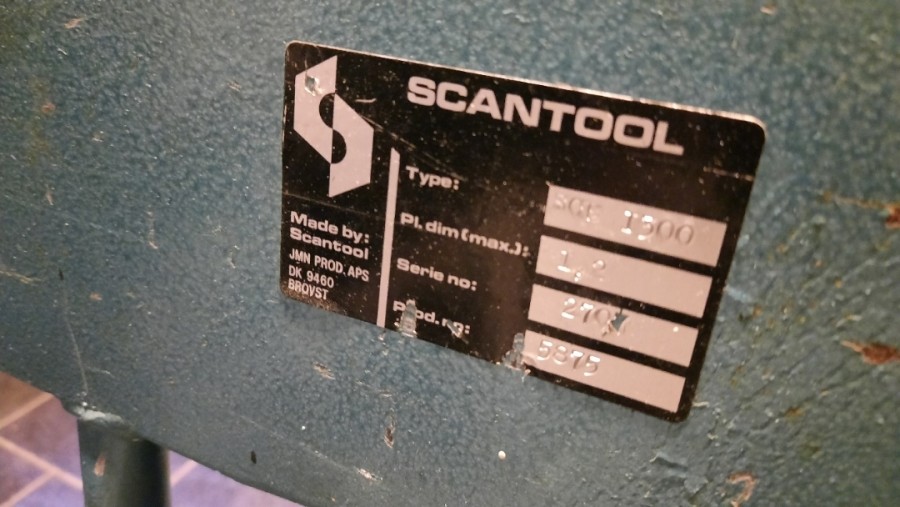 SCANTOOL
Type: 1500
Pl. dim (max.): 1,2
Serie no:
Prod. no: 5875
Made by:
Scantool
JMN PROD. APS
DK 9460
BROVST